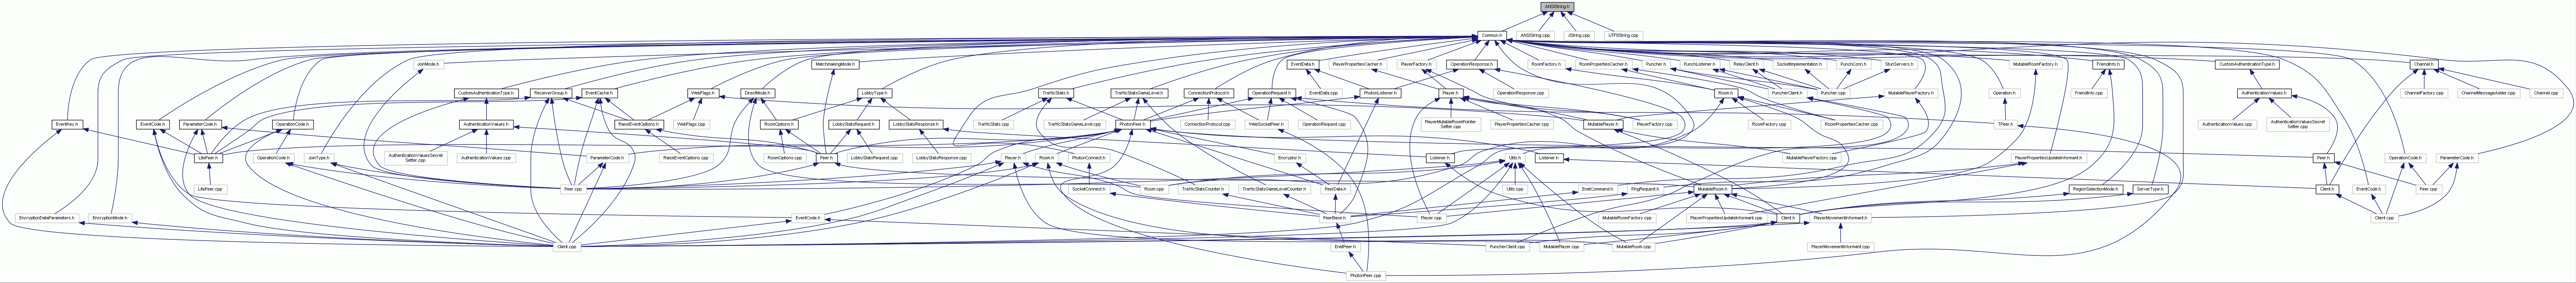 ANSIString.h
Common.h
ANSIString.cpp
JString.cpp
UTF8String.cpp
JoinMode.h
MatchmakingMode.h
EventData.h
PlayerPropertiesCacher.h
PlayerFactory.h
OperationResponse.h
RoomFactory.h
RoomPropertiesCacher.h
Puncher.h
PunchListener.h
RelayClient.h
SocketImplementation.h
PunchConn.h
StunServers.h
MutableRoomFactory.h
FriendInfo.h
CustomAuthenticationType.h
Channel.h
CustomAuthenticationType.h
ReceiverGroup.h
EventCache.h
WebFlags.h
DirectMode.h
LobbyType.h
TrafficStats.h
TrafficStatsGameLevel.h
ConnectionProtocol.h
OperationRequest.h
EventData.cpp
PhotonListener.h
Player.h
OperationResponse.cpp
Room.h
PuncherClient.h
Puncher.cpp
MutablePlayerFactory.h
Operation.h
FriendInfo.cpp
AuthenticationValues.h
ChannelFactory.cpp
ChannelMessageAdder.cpp
Channel.cpp
EventKey.h
EventCode.h
ParameterCode.h
OperationCode.h
AuthenticationValues.h
RaiseEventOptions.h
WebFlags.cpp
RoomOptions.h
LobbyStatsRequest.h
LobbyStatsResponse.h
TrafficStats.cpp
TrafficStatsGameLevel.cpp
PhotonPeer.h
ConnectionProtocol.cpp
WebSocketPeer.h
OperationRequest.cpp
PlayerMutableRoomPointer
Setter.cpp
PlayerPropertiesCacher.cpp
MutablePlayer.h
PlayerFactory.cpp
RoomFactory.cpp
RoomPropertiesCacher.cpp
TPeer.h
AuthenticationValues.cpp
AuthenticationValuesSecret
Setter.cpp
LitePeer.h
OperationCode.h
JoinType.h
AuthenticationValuesSecret
Setter.cpp
AuthenticationValues.cpp
ParameterCode.h
RaiseEventOptions.cpp
RoomOptions.cpp
Peer.h
LobbyStatsRequest.cpp
LobbyStatsResponse.cpp
Player.h
Room.h
PhotonConnect.h
Encryptor.h
Listener.h
Utils.h
Listener.h
MutablePlayerFactory.cpp
PlayerPropertiesUpdateInformant.h
Peer.h
OperationCode.h
ParameterCode.h
LitePeer.cpp
Peer.cpp
SocketConnect.h
Room.cpp
TrafficStatsCounter.h
TrafficStatsGameLevelCounter.h
PeerData.h
Utils.cpp
EnetCommand.h
PingRequest.h
MutableRoom.h
RegionSelectionMode.h
ServerType.h
Client.h
EventCode.h
Peer.cpp
EncryptionDataParameters.h
EncryptionMode.h
EventCode.h
PeerBase.h
Player.cpp
MutableRoomFactory.cpp
PlayerPropertiesUpdateInformant.cpp
Client.h
PlayerMovementInformant.h
Client.cpp
Client.cpp
EnetPeer.h
PuncherClient.cpp
MutablePlayer.cpp
MutableRoom.cpp
PlayerMovementInformant.cpp
PhotonPeer.cpp